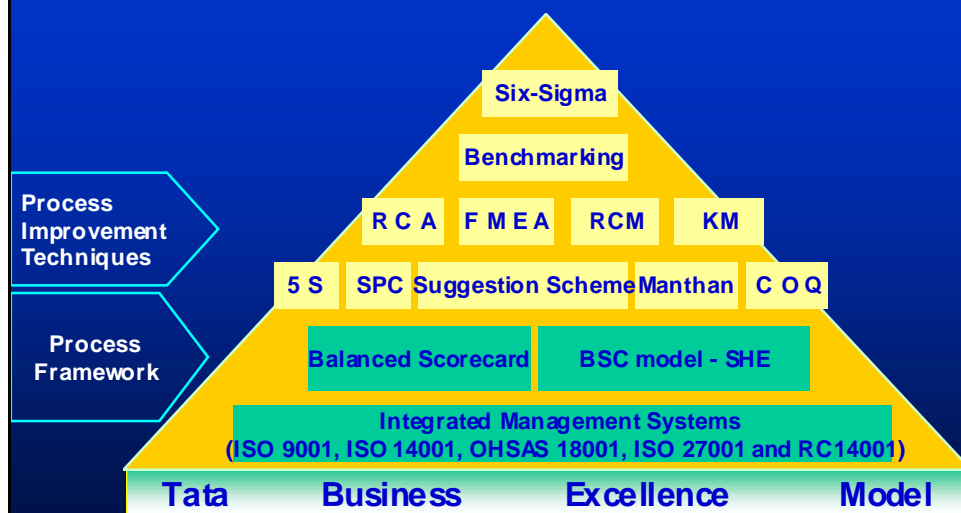 Six-Sigma
Benchmarking
Process
Improvement
Techniques
R C A F M E A RCM KM
5 S SPC Suggestion Scheme Manthan C O Q
Process
Framework
Balanced Scorecard BSC model - SHE
Integrated Management Systems
(ISO 9001, ISO 14001, OHSAS 18001, ISO 27001 and RC14001)
Tata Business Excellence Model